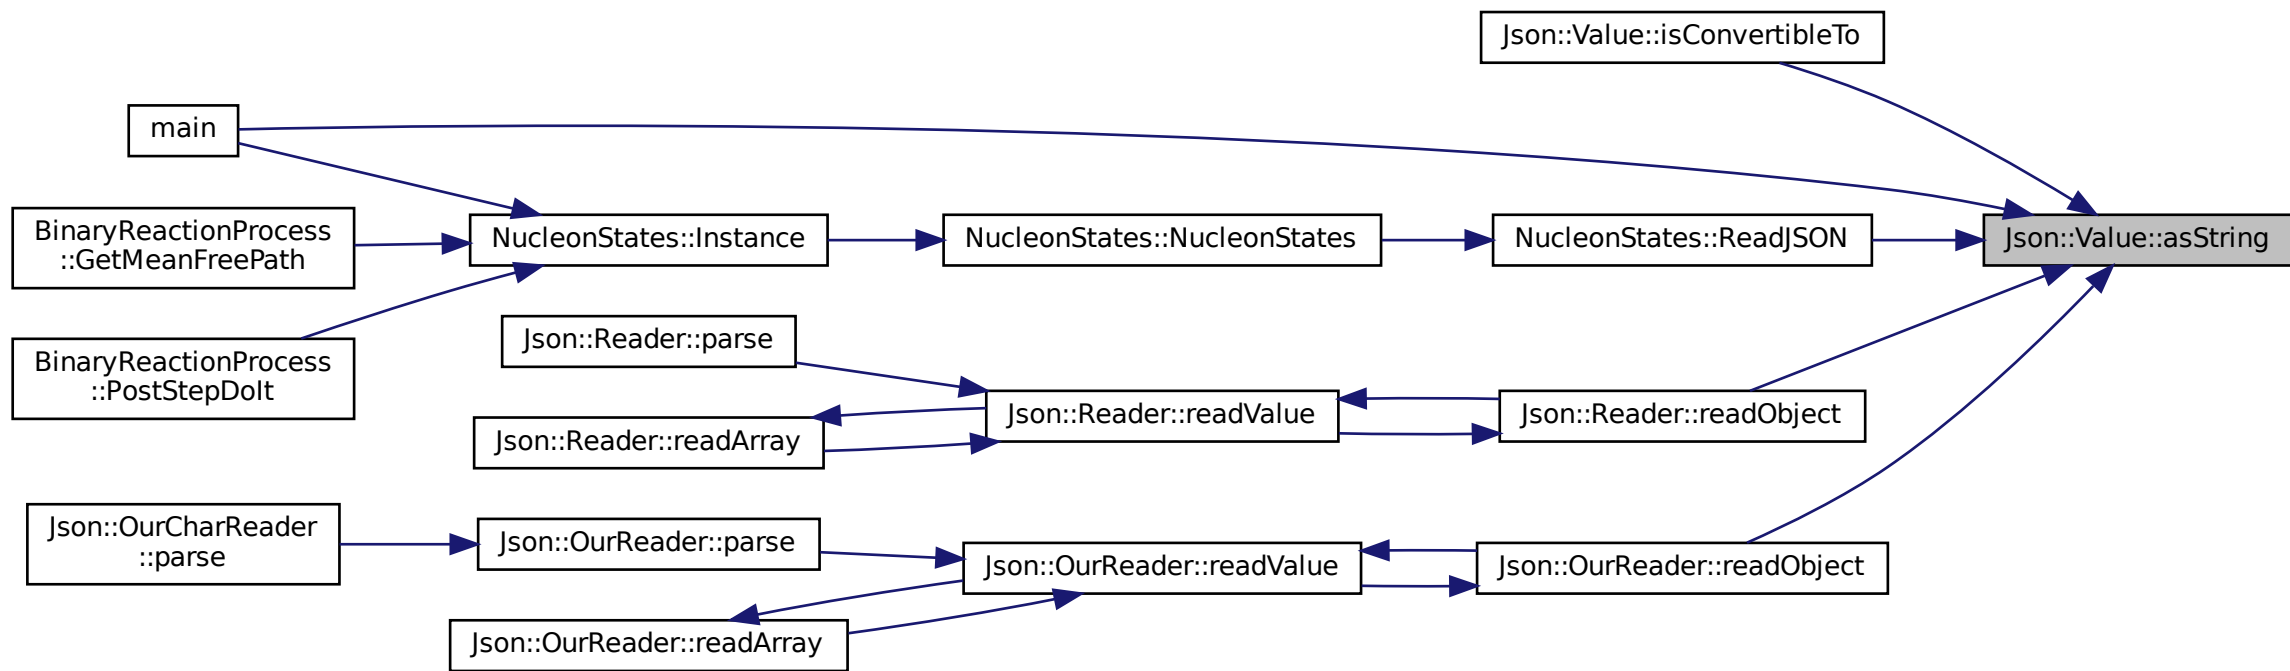 Json::Value::isConvertibleTo
main
BinaryReactionProcess
::GetMeanFreePath
NucleonStates::Instance
NucleonStates::NucleonStates
NucleonStates::ReadJSON
Json::Value::asString
BinaryReactionProcess
::PostStepDoIt
Json::Reader::parse
Json::Reader::readArray
Json::Reader::readValue
Json::Reader::readObject
Json::OurCharReader
::parse
Json::OurReader::parse
Json::OurReader::readValue
Json::OurReader::readObject
Json::OurReader::readArray